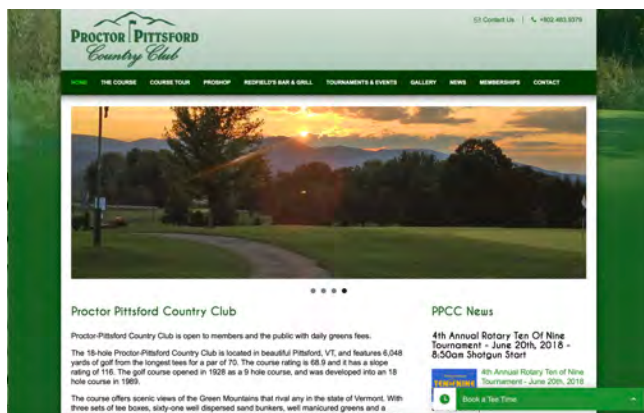 Contact Us
+802.483.9379
PROCTOR PITTSFORD
Country Club
HOME THE COURSE COURSE TOUR PROSHOP REDFIELD'S BAR & GRILL TOURNAMENTS & EVENTS GALLERY NEWS MEMBERSHIPS CONTACT
Proctor Pittsford Country Club
Proctor-Pittsford Country Club is open to members and the public with daily greens fees.
The 18-hole Proctor-Pittsford Country Club is located in beautiful Pittsford, VT, and features 6,048
yards of golf from the longest tees for a par of 70. The course rating is 68.9 and it has a slope
rating of 116. The golf course opened in 1928 as a 9 hole course, and was developed into an 18
hole course in 1989.
The course offers scenic views of the Green Mountains that rival any in the state of Vermont. With
three sets of tee boxes, sixty-one well dispersed sand bunkers, well manicured greens and a
PPCC News
4th Annual Rotary Ten Of Nine
Tournament - June 20th, 2018 -
8:50am Shotgun Start
TEN OF NINE
4th Annual Rotary Ten of Nine
Tournament - June 20th, 2018
Book a Tee Time